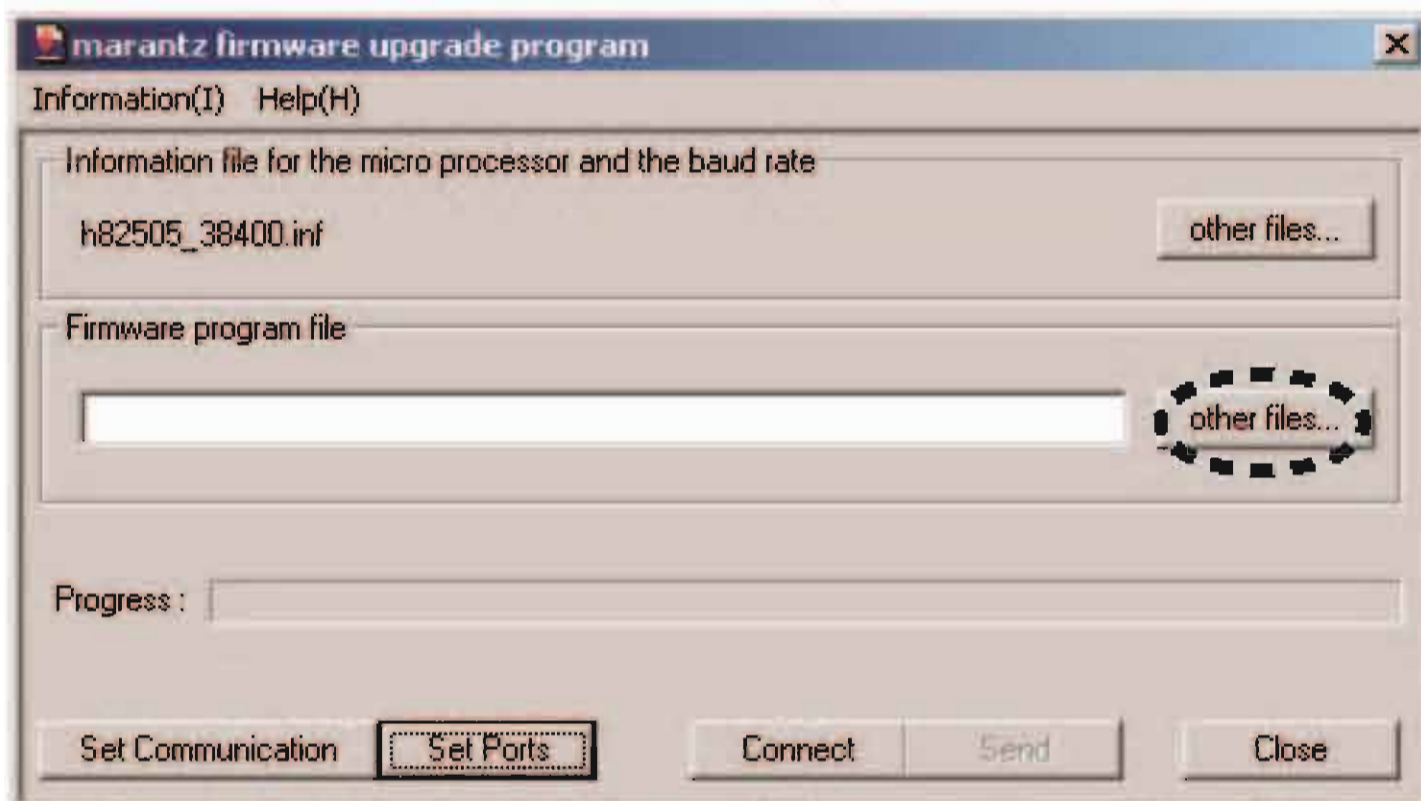 marantz firmware upgrade program
Information(I) Help(H)
Information file for the micro processor and the baud rate
h82505_38400.inf
other files...
Firmware program file
other files...
Progress :
Set Communication
Set Ports
Connect
Send
Close